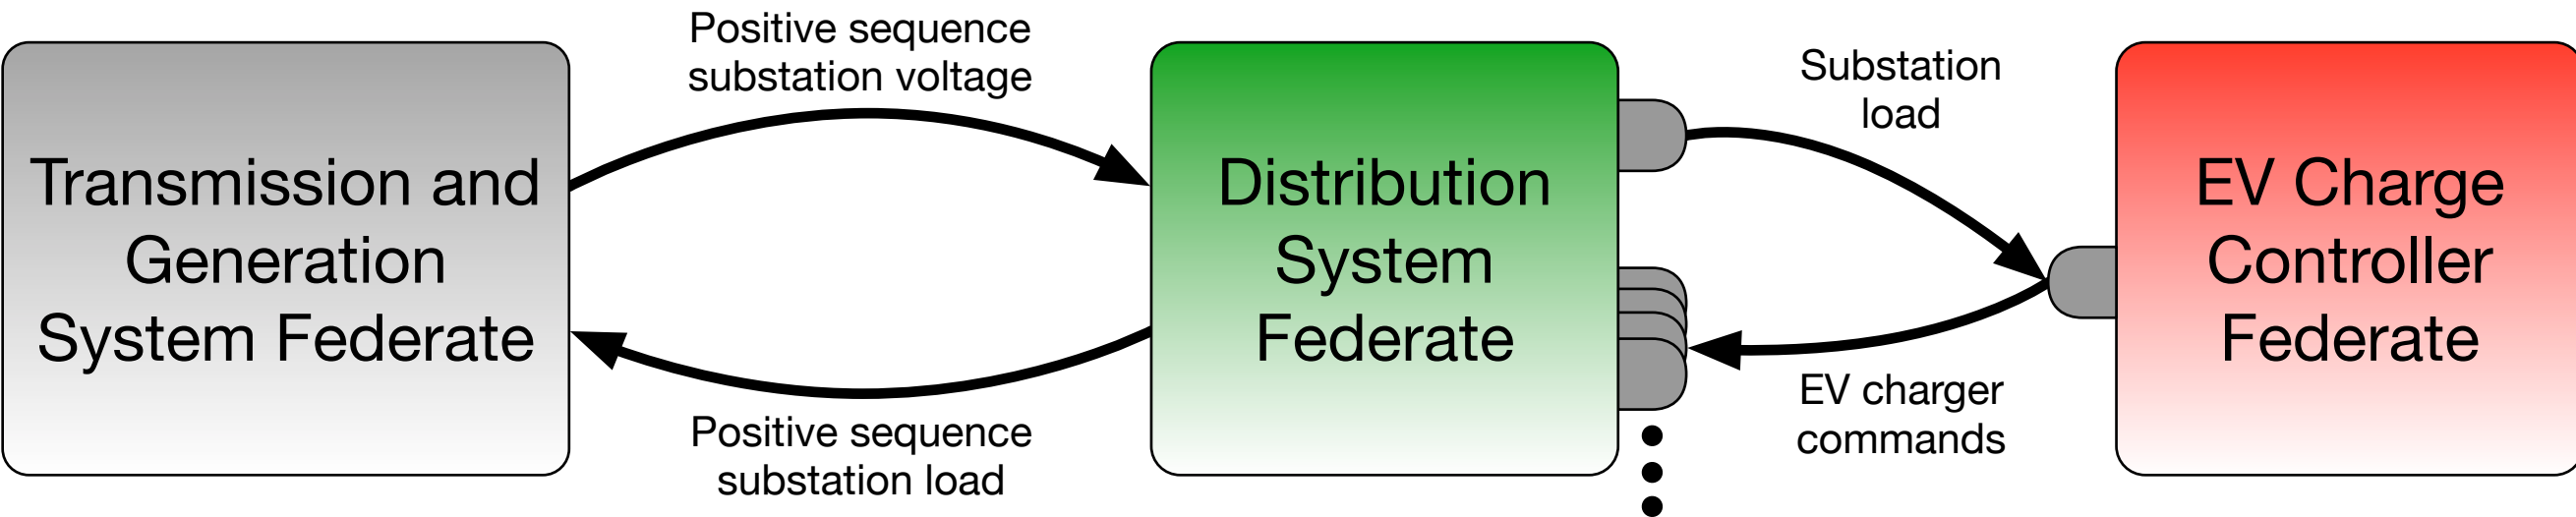 Transmission and
Generation
System Federate
Positive sequence
substation voltage
Positive sequence
substation load
Distribution
System
Federate
Substation
load
EV charger
commands
EV Charge
Controller
Federate